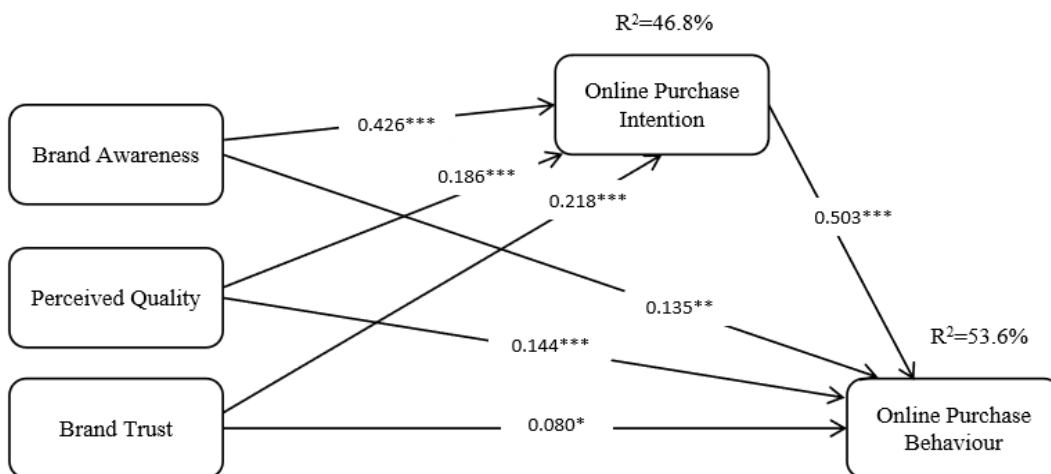 R²=46.8%
Online Purchase
Intention
0.426***
Brand Awareness
0.186***
0.218***
0.503***
Perceived Quality
0.135**
R²=53.6%
0.144***
Brand Trust
0.080*
Online Purchase
Behaviour